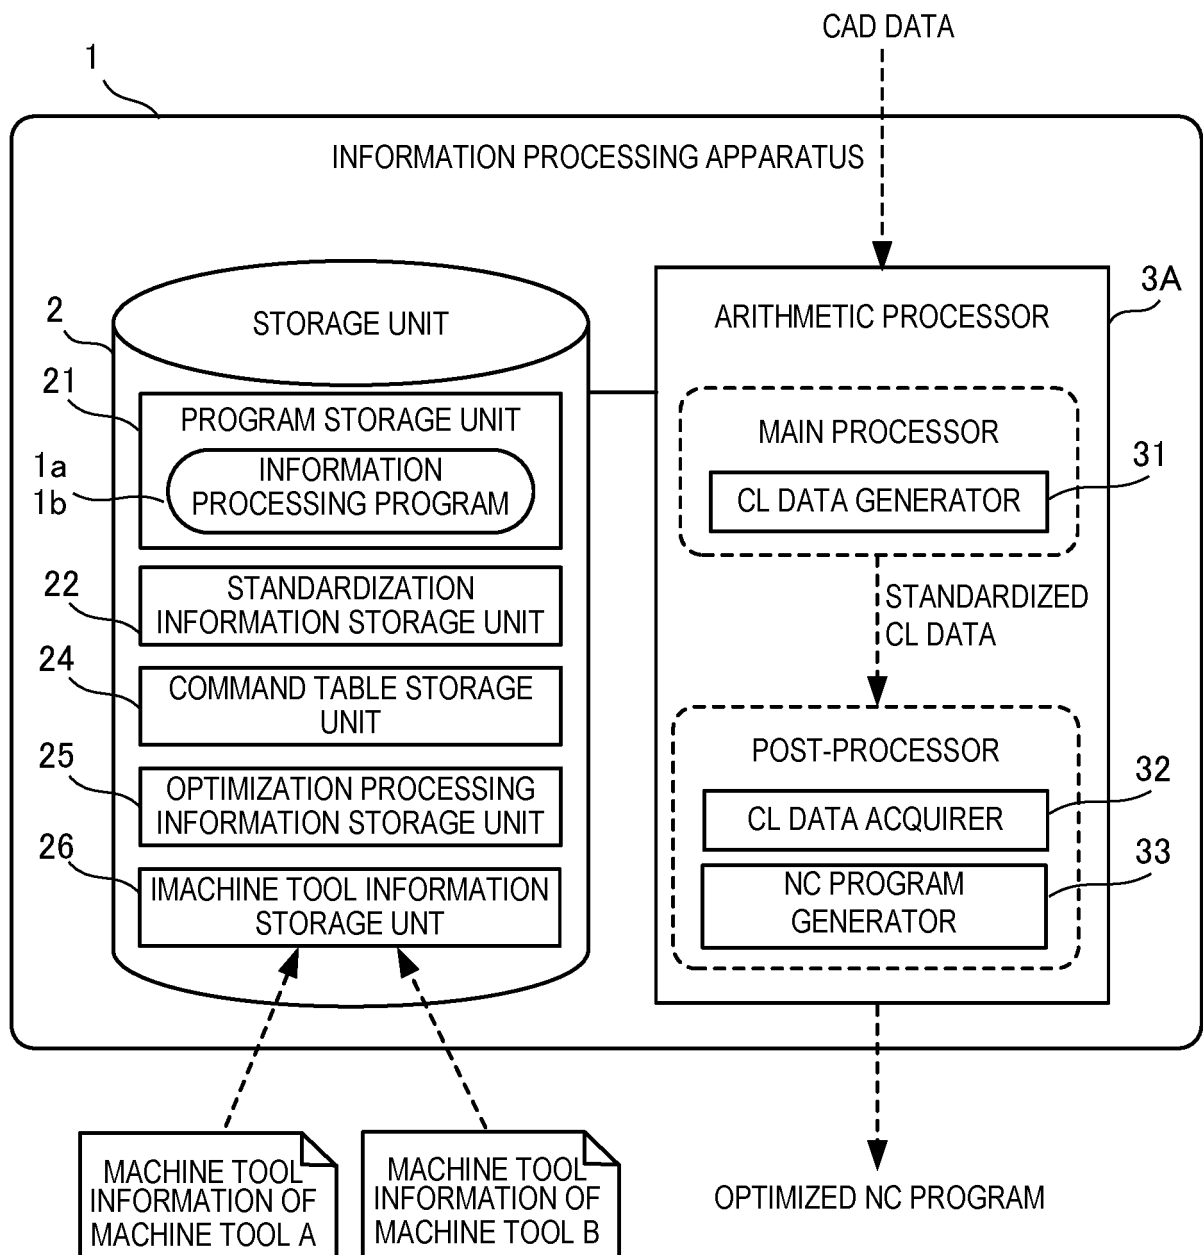 CAD DATA
1
INFORMATION PROCESSING APPARATUS
2
STORAGE UNIT
21
PROGRAM STORAGE UNIT
1a
1b
INFORMATION
PROCESSING PROGRAM
22
STANDARDIZATION
INFORMATION STORAGE UNIT
24
COMMAND TABLE STORAGE
UNIT
25
OPTIMIZATION PROCESSING
INFORMATION STORAGE UNIT
26
IMACHINE TOOL INFORMATION
STORAGE UNT
3A
ARITHMETIC PROCESSOR
MAIN PROCESSOR
31
CL DATA GENERATOR
STANDARDIZED
CL DATA
POST-PROCESSOR
32
CL DATA ACQUIRER
33
NC PROGRAM
GENERATOR
MACHINE TOOL
INFORMATION OF
MACHINE TOOL A
MACHINE TOOL
INFORMATION OF
MACHINE TOOL B
OPTIMIZED NC PROGRAM